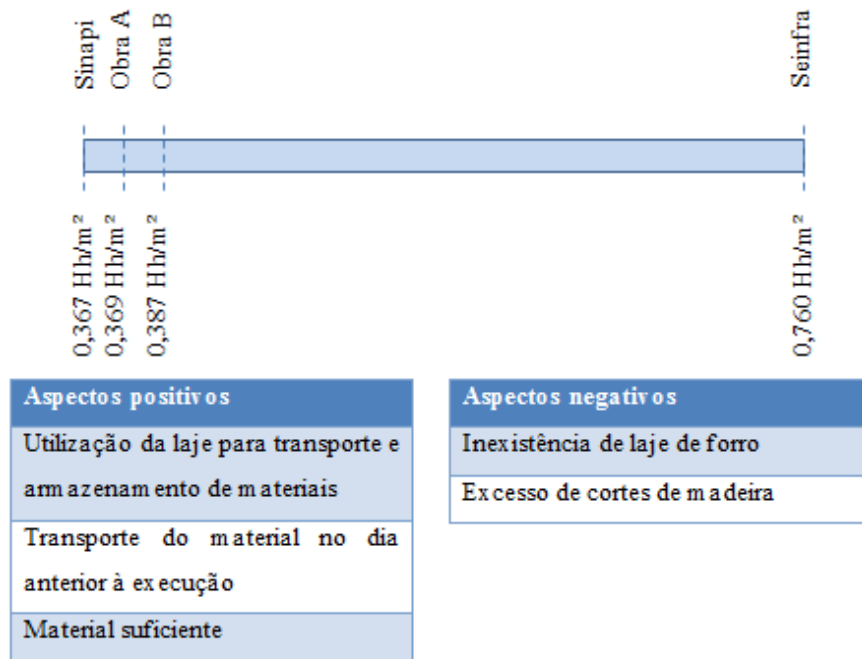 Sinapi
Obra A
Obra B
Seinfra
0,367 Hh/m²
0,369 Hh/m²
0,387 Hh/m²
0,760 Hh/m²
Aspectos positivos
Utilização da laje para transporte e
armazenamento de materiais
Transporte do material no dia
anterior à execução
Material suficiente
Aspectos negativos
Inexistência de laje de forro
Excesso de cortes de madeira